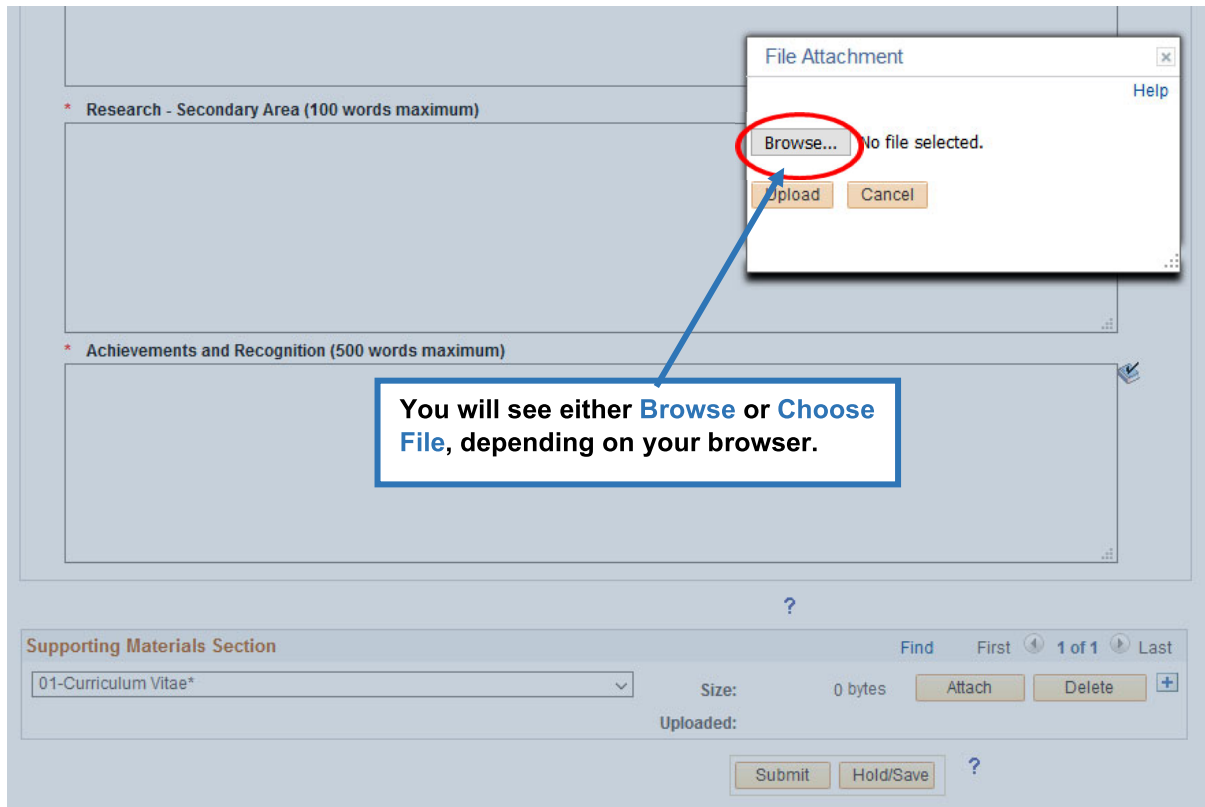 File Attachment
Help
* Research - Secondary Area (100 words maximum)
Browse... No file selected.
Upload Cancel
* Achievements and Recognition (500 words maximum)
You will see either Browse or Choose
File, depending on your browser.
?
Supporting Materials Section Find First 1 of 1 Last
01-Curriculum Vitae* Size: 0 bytes Attach Delete +
Uploaded:
Submit Hold/Save ?